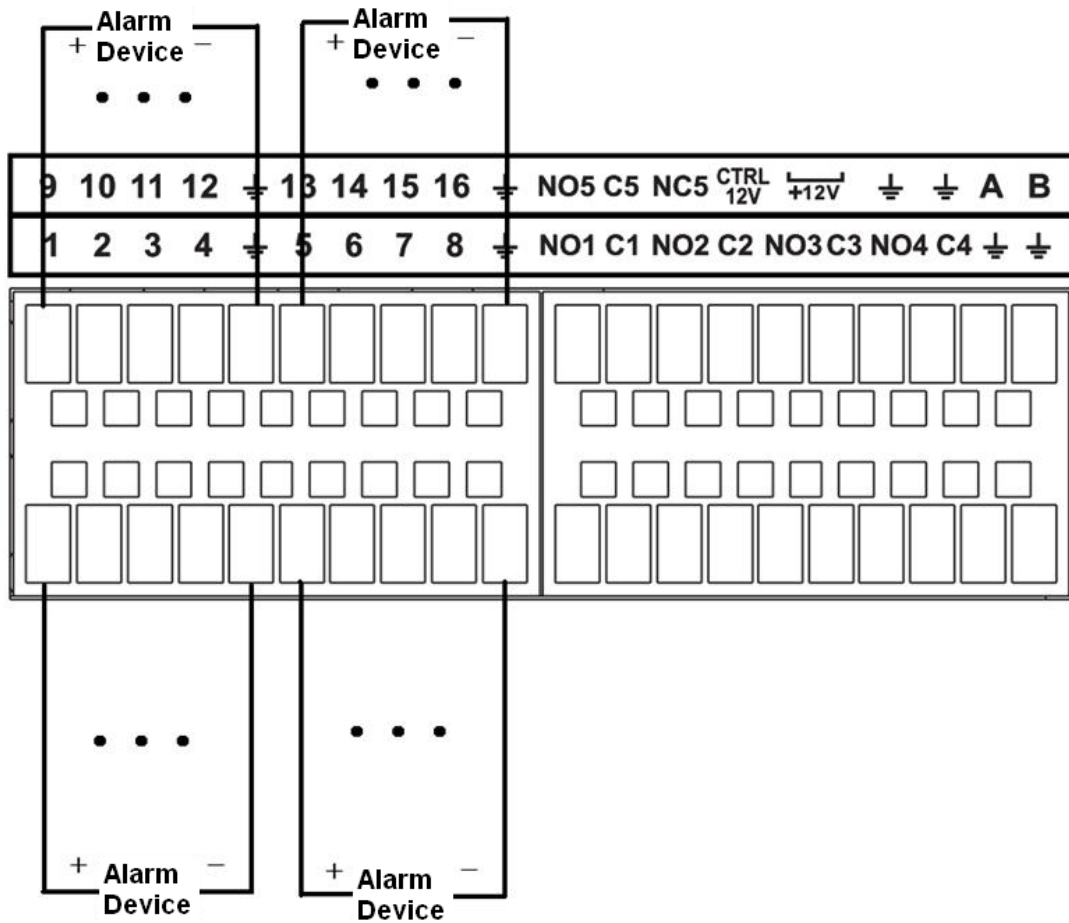 Alarm
Device
+ −
Alarm
Device
+ −
9 10 11 12 ⏚ 13 14 15 16 ⏚ NO5 C5 NC5 CTRL 12V +12V ⏚ ⏚ A B
1 2 3 4 ⏚ 5 6 7 8 ⏚ NO1 C1 NO2 C2 NO3 C3 NO4 C4 ⏚ ⏚
+ −
Alarm
Device
+ −
Alarm
Device